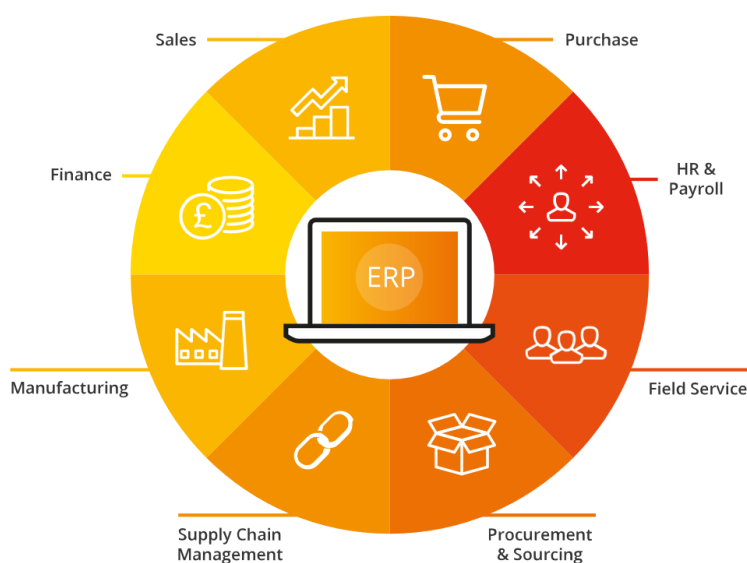 Sales
Purchase
Finance
HR &
Payroll
£
ERP
Manufacturing
Field Service
Supply Chain
Management
Procurement
& Sourcing